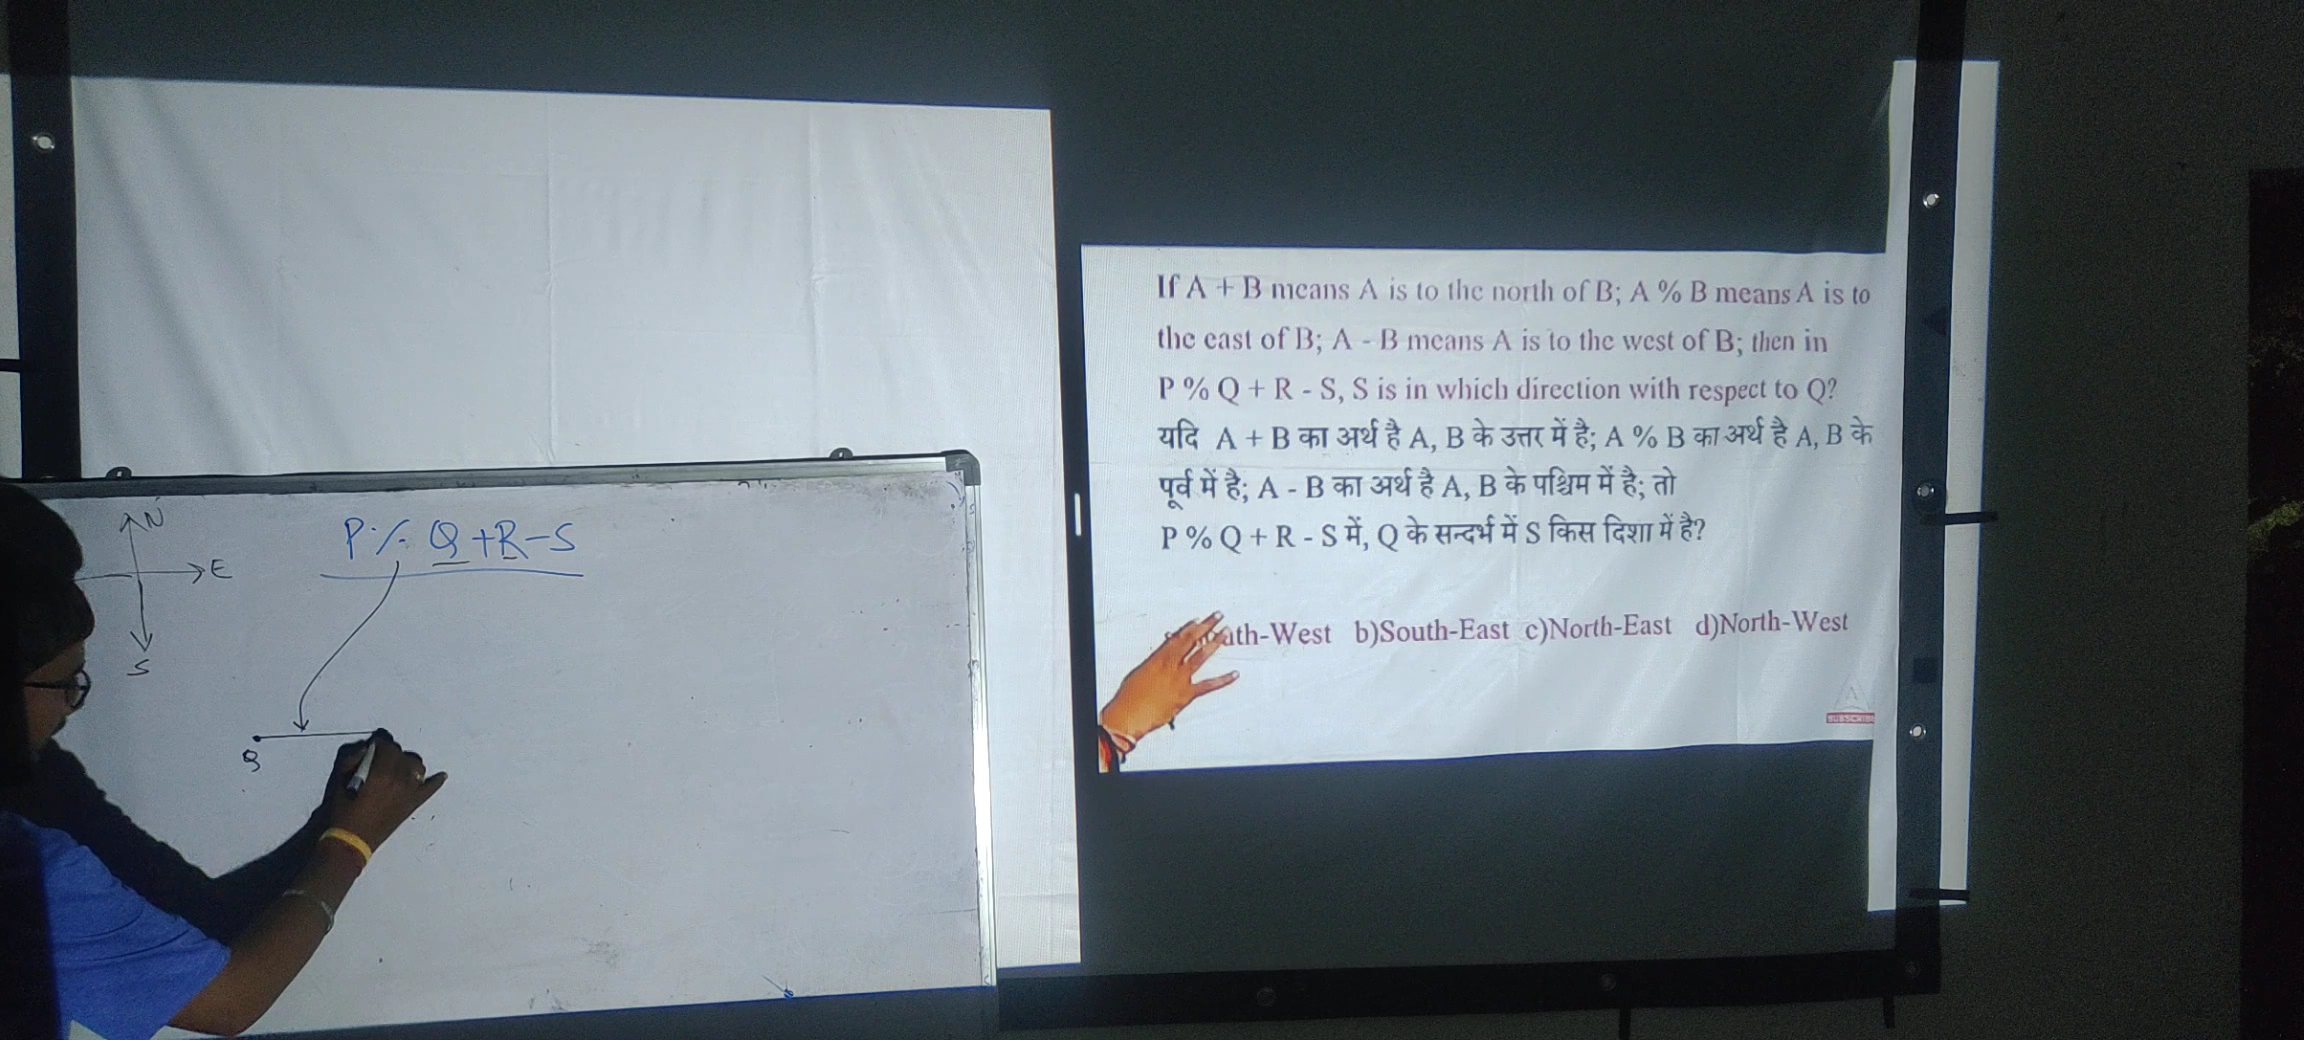 N
E
S
P % Q + R - S
Q
If A + B means A is to the north of B; A % B means A is to
the east of B; A - B means A is to the west of B; then in
P % Q + R - S, S is in which direction with respect to Q?
यदि A + B का अर्थ है A, B के उत्तर में है; A % B का अर्थ है A, B के
पूर्व में है; A - B का अर्थ है A, B के पश्चिम में है; तो
P % Q + R - S में, Q के सन्दर्भ में S किस दिशा में है?
uth-West b)South-East c)North-East d)North-West
SUBSCRIBE